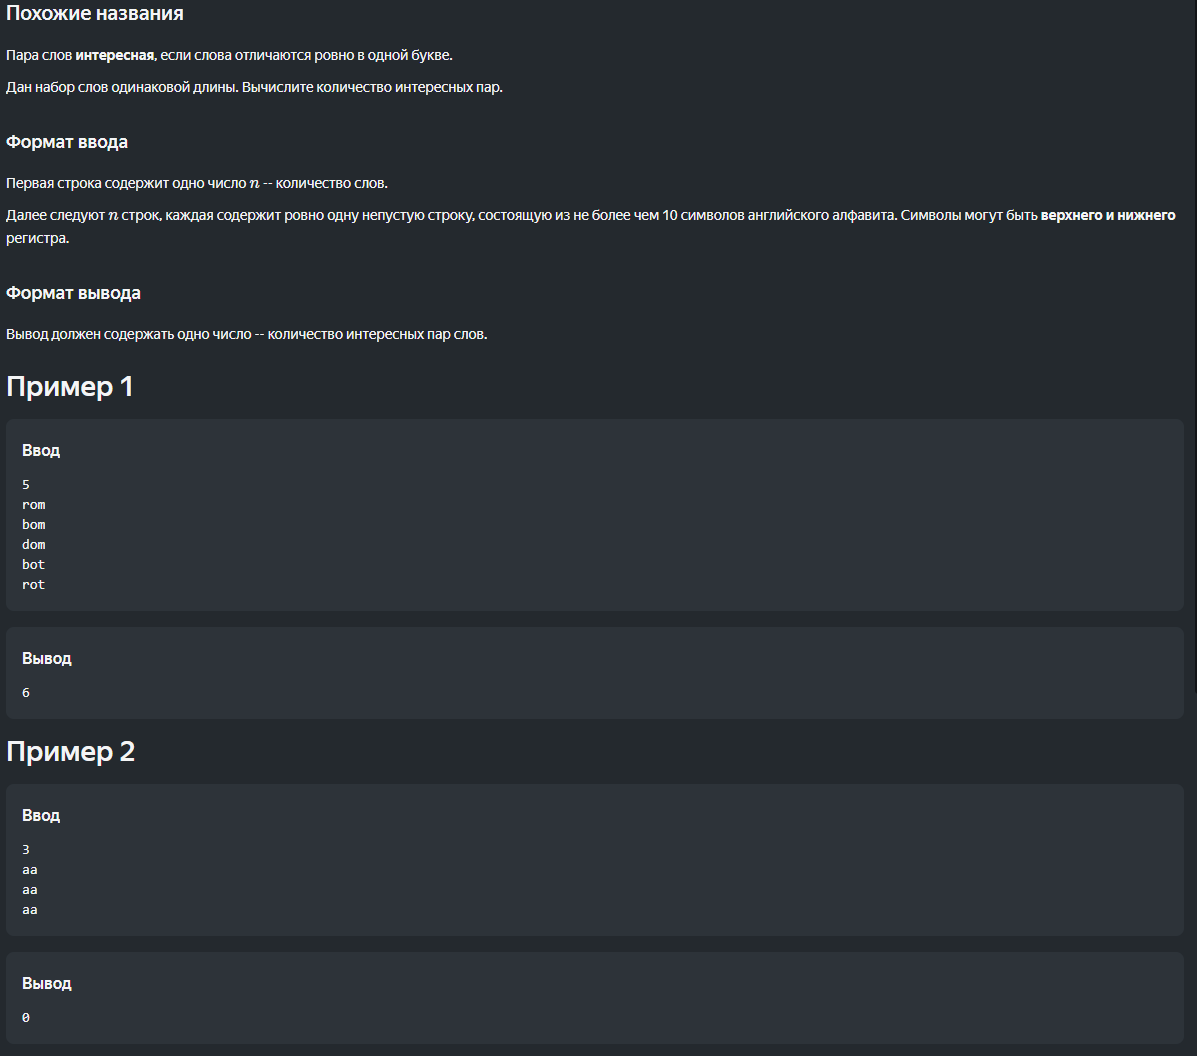 Похожие названия
Пара слов интересная, если слова отличаются ровно в одной букве.
Дан набор слов одинаковой длины. Вычислите количество интересных пар.
Формат ввода
Первая строка содержит одно число n -- количество слов.
Далее следуют n строк, каждая содержит ровно одну непустую строку, состоящую из не более чем 10 символов английского алфавита. Символы могут быть верхнего и нижнего
регистра.
Формат вывода
Вывод должен содержать одно число -- количество интересных пар слов.
Пример 1
Ввод
5
rom
bom
dom
bot
rot
Вывод
6
Пример 2
Ввод
3
aa
aa
aa
Вывод
0